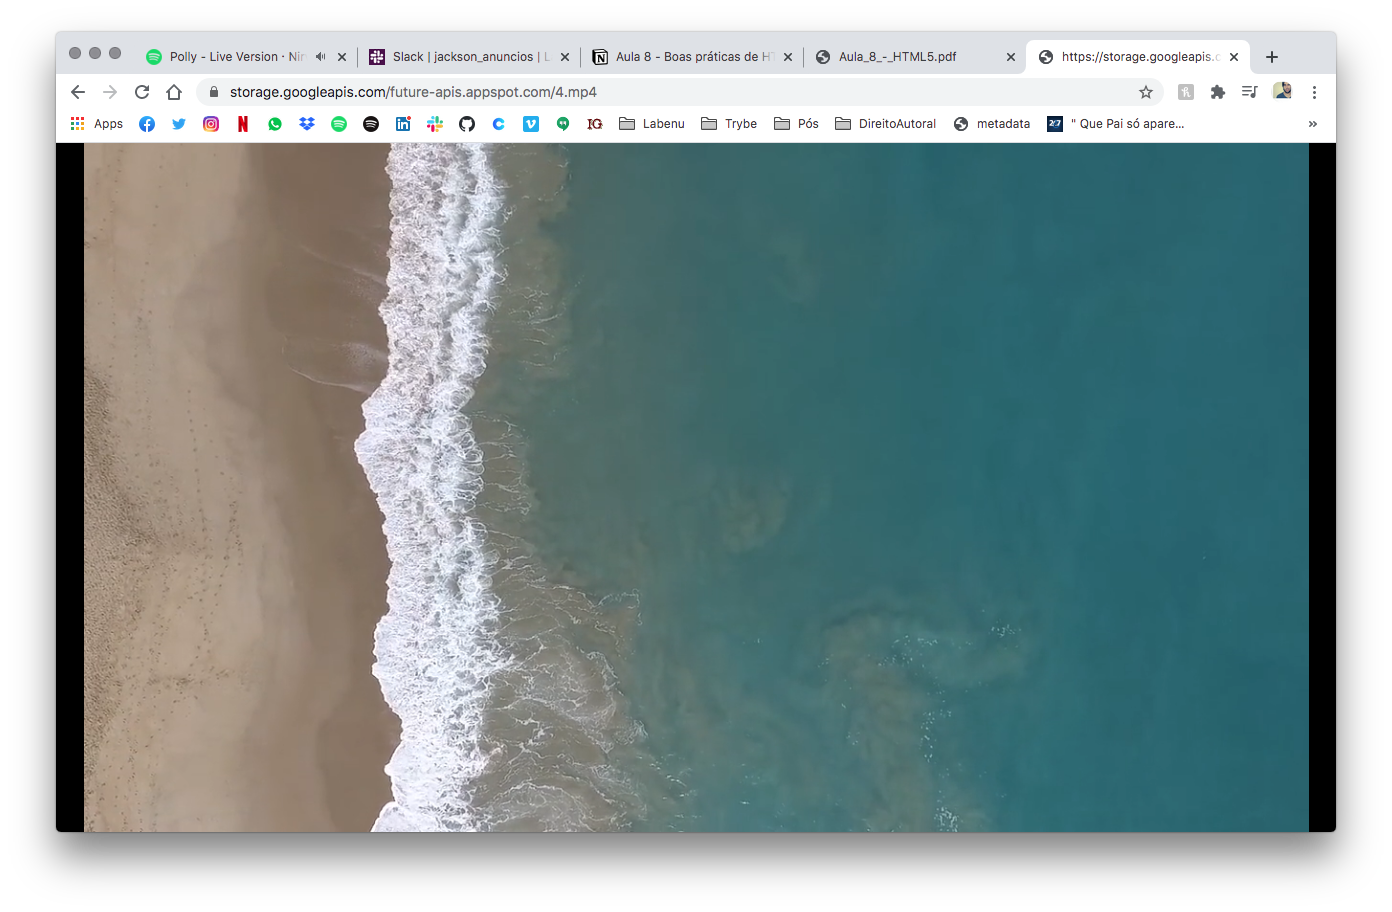 Polly - Live Version · Nir
Slack | jackson_anuncios | L
Aula 8 - Boas práticas de HT
Aula_8_-_HTML5.pdf
https://storage.googleapis.c
storage.googleapis.com/future-apis.appspot.com/4.mp4
Apps
Labenu
Trybe
Pós
DireitoAutoral
metadata
" Que Pai só apare...
»